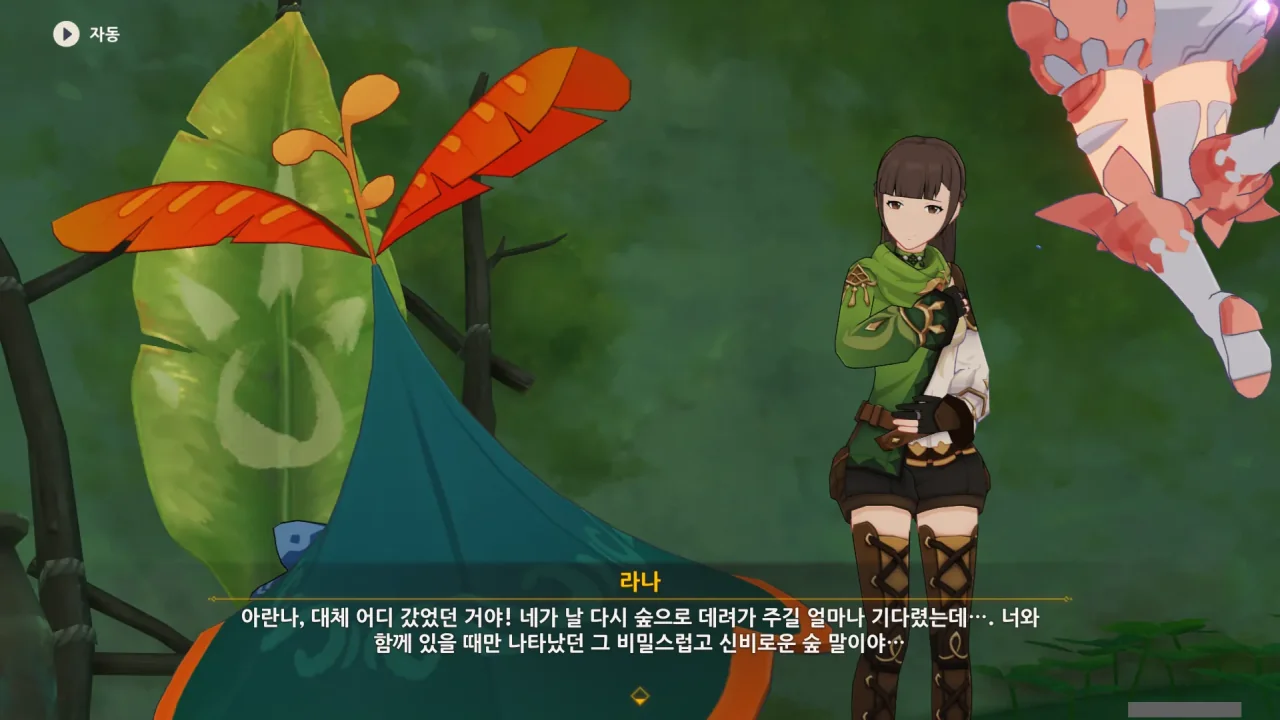 자동
라나
아란나, 대체 어디 갔었던 거야! 네가 날 다시 숲으로 데려가 주길 얼마나 기다렸는데…. 너와
함께 있을 때만 나타났던 그 비밀스럽고 신비로운 숲 말이야…